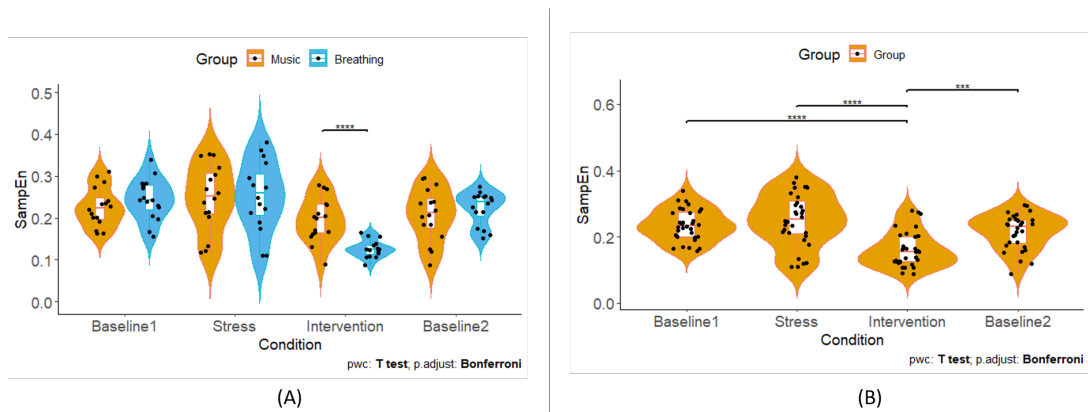 Group Music Breathing
0.5
0.4
0.3
0.2
0.1
0.0
SampEn
****
Baseline1 Stress Intervention Baseline2
Condition
pwc: T test; p.adjust: Bonferroni
(A)
Group Group
0.6
0.4
0.2
0.0
SampEn
***
****
****
Baseline1 Stress Intervention Baseline2
Condition
pwc: T test; p.adjust: Bonferroni
(B)